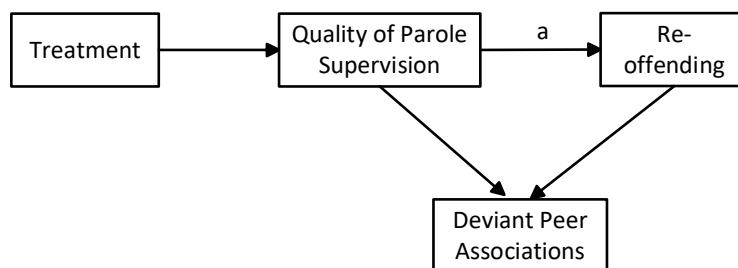 Treatment
Quality of Parole
Supervision
a
Re-
offending
Deviant Peer
Associations